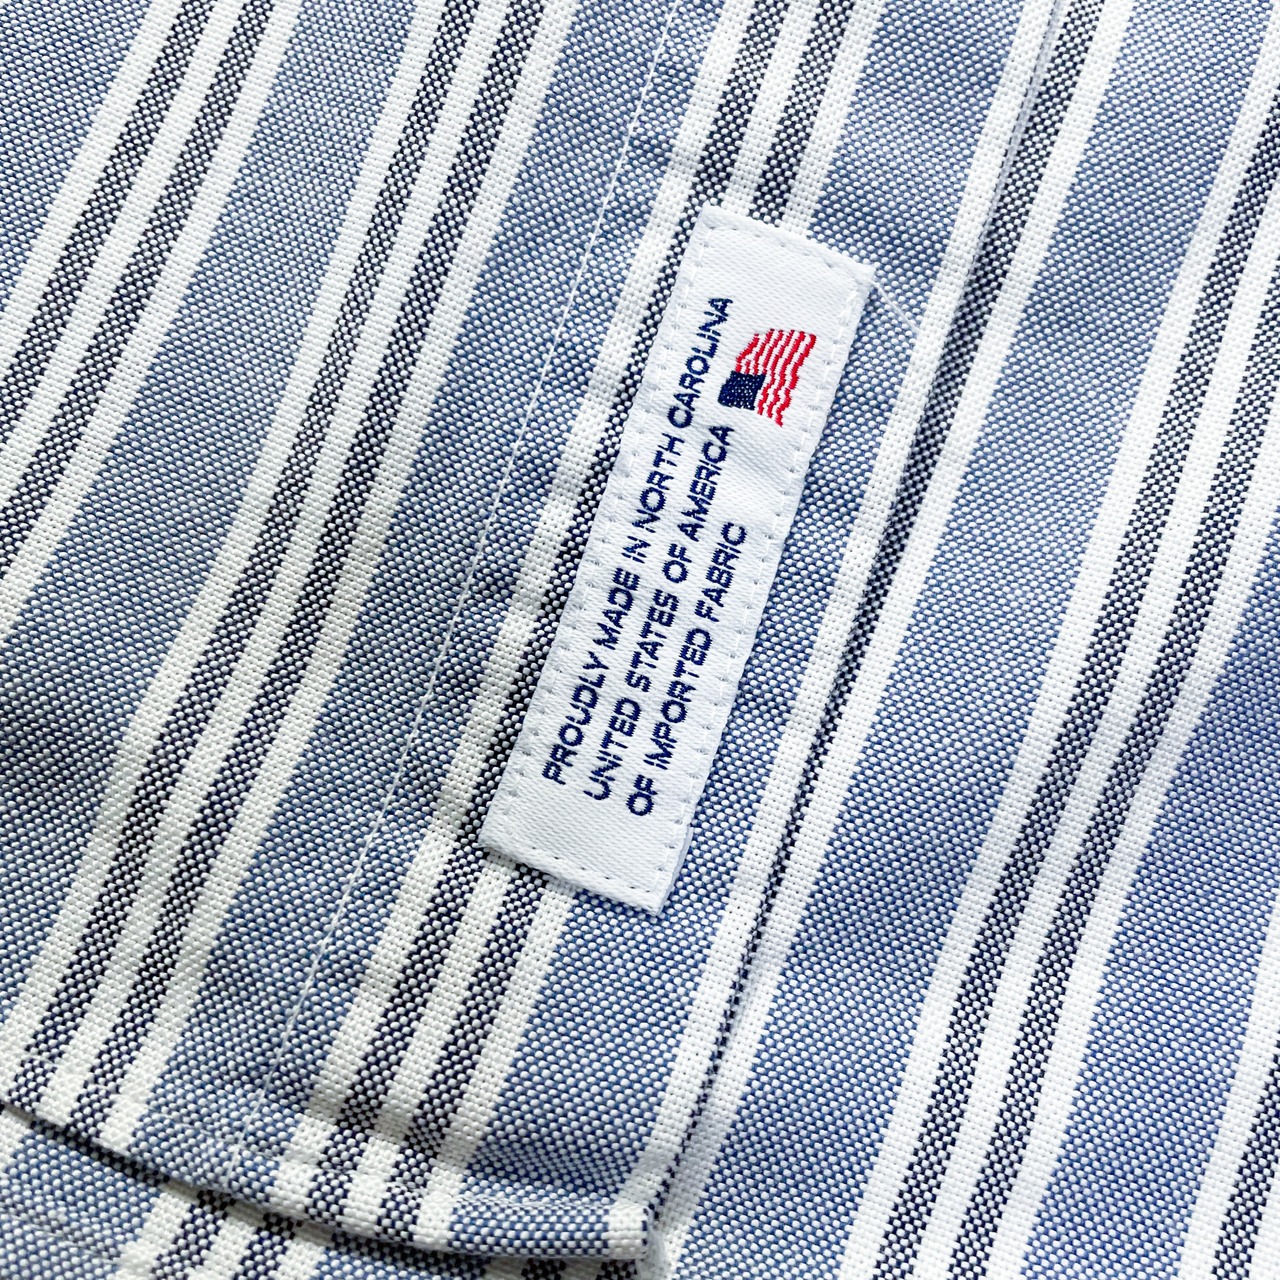 PROUDLY MADE IN NORTH CAROLINA
UNITED STATES OF AMERICA
OF IMPORTED FABRIC